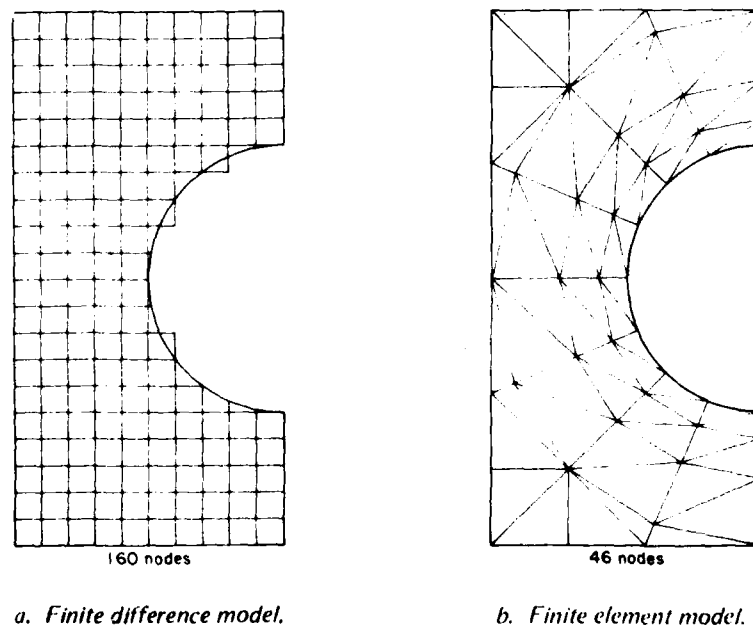 160 nodes
46 nodes
a. Finite difference model.
b. Finite element model.